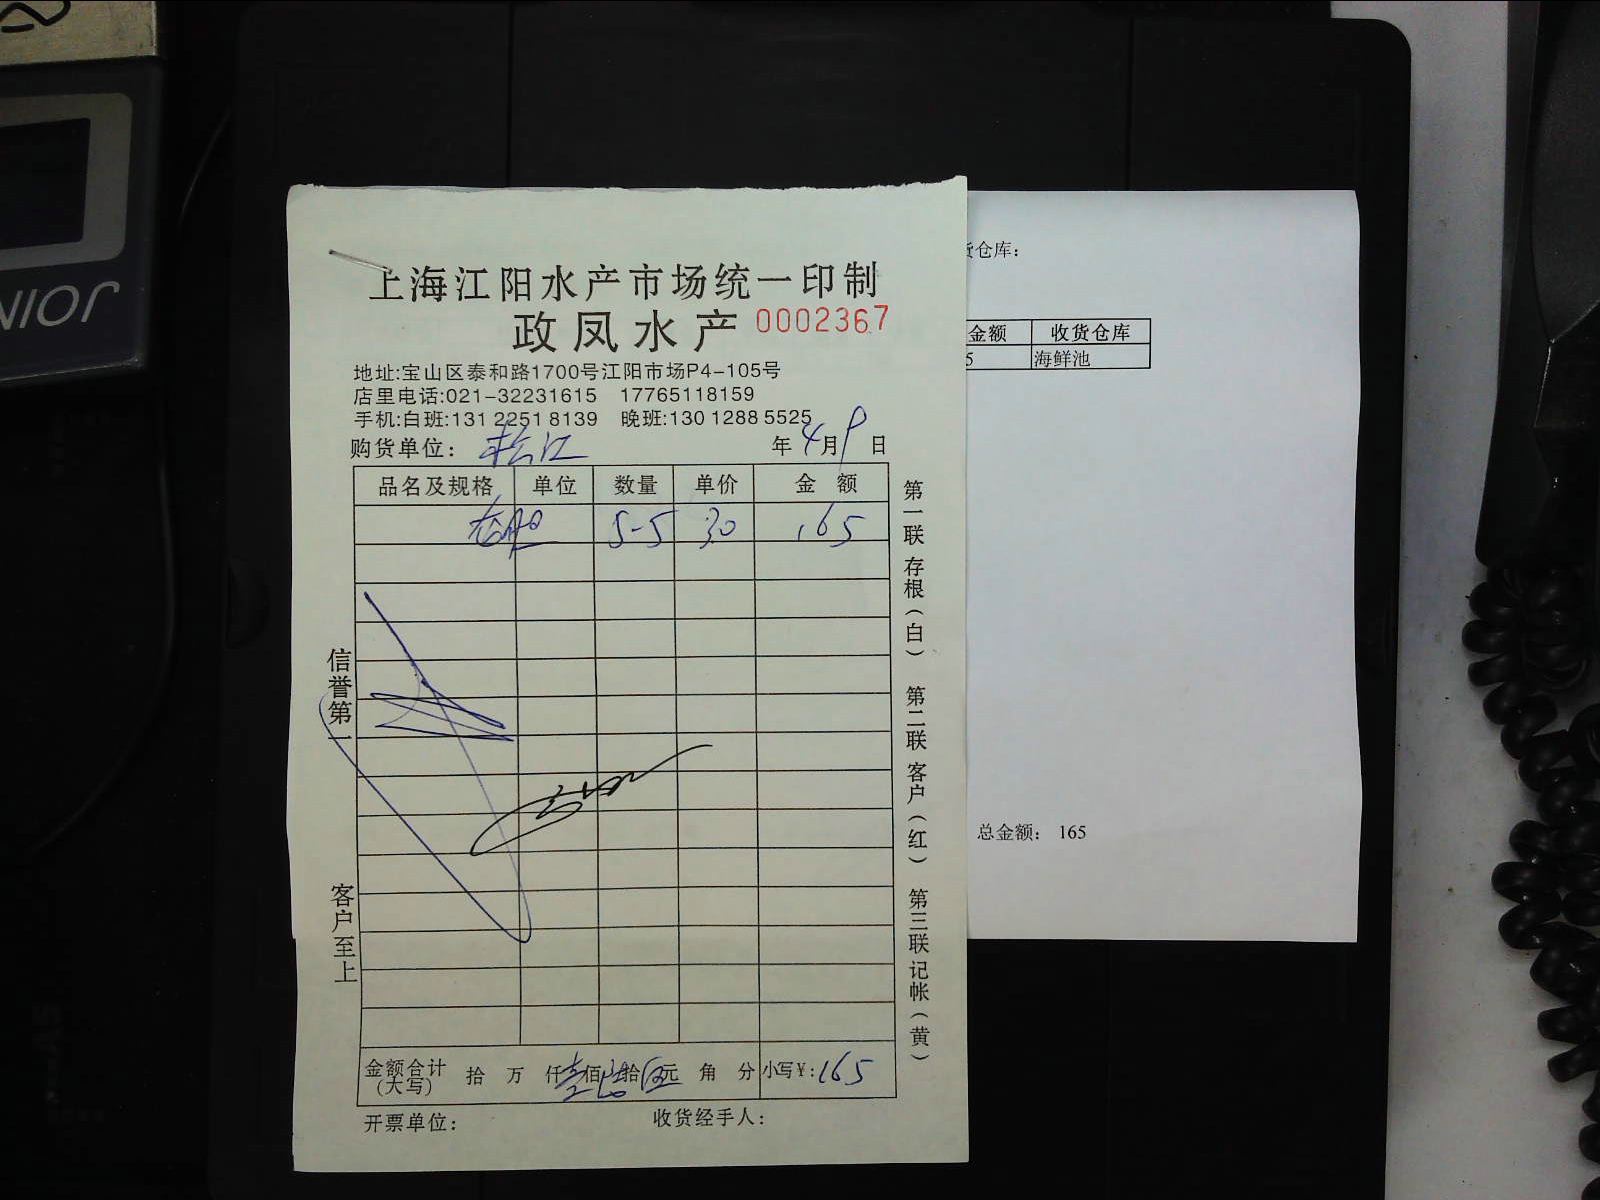 JOIN
上海江阳水产市场统一印制
政凤水产 0002367
地址:宝山区泰和路1700号江阳市场P4-105号
店里电话:021-32231615 17765118159
手机:白班:131 2251 8139 晚班:130 1288 5525
购货单位: 松江 年4月9日
品名及规格 单位 数量 单价 金额
5-5 30 165
信誉第一
客户至上
第一联存根(白) 第二联客户(红) 第三联记帐(黄)
金额合计(大写) 拾 万 仟壹佰陆拾伍元 角 分 小写¥:165
开票单位: 收货经手人:
货仓库:
金额 收货仓库
5 海鲜池
总金额: 165